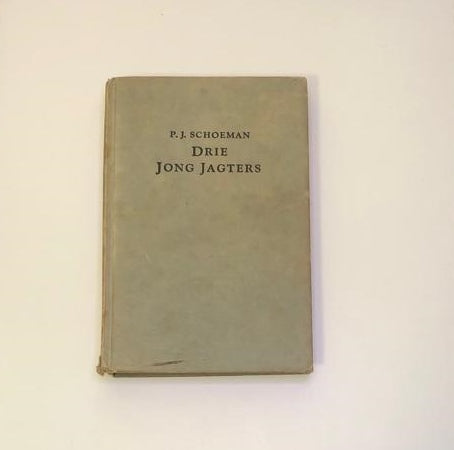 P. J. SCHOEMAN
DRIE
JONG JAGTERS